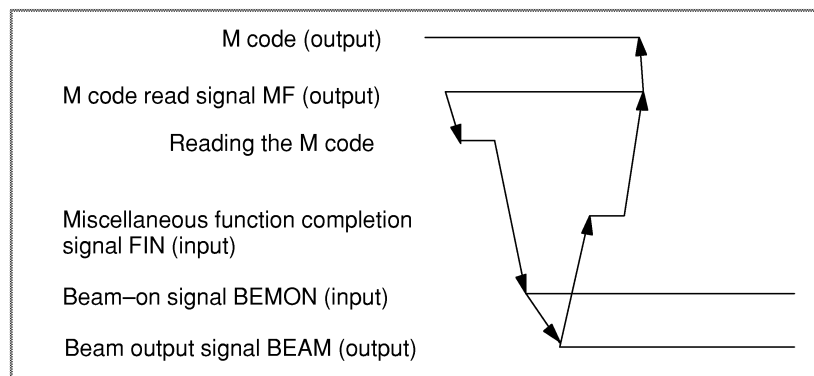 M code (output)
M code read signal MF (output)
Reading the M code
Miscellaneous function completion
signal FIN (input)
Beam–on signal BEMON (input)
Beam output signal BEAM (output)